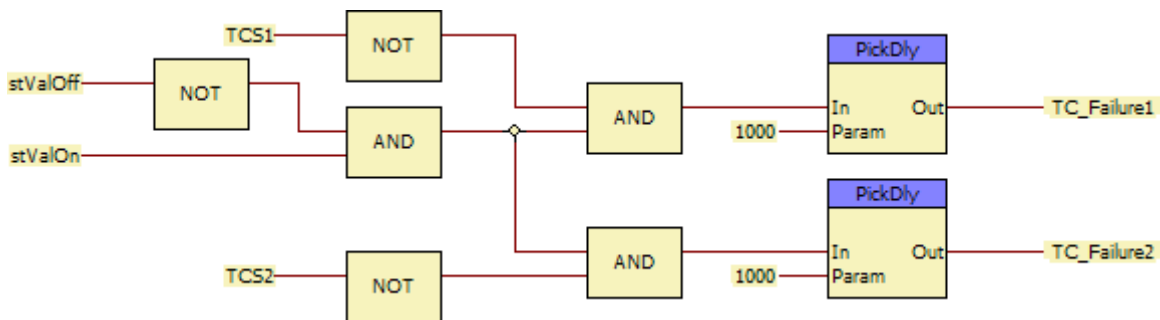 TCS1
NOT
PickDly
stValOff
NOT
In
Out
TC_Failure1
AND
1000
Param
AND
stValOn
PickDly
AND
In
Out
TC_Failure2
TCS2
NOT
1000
Param